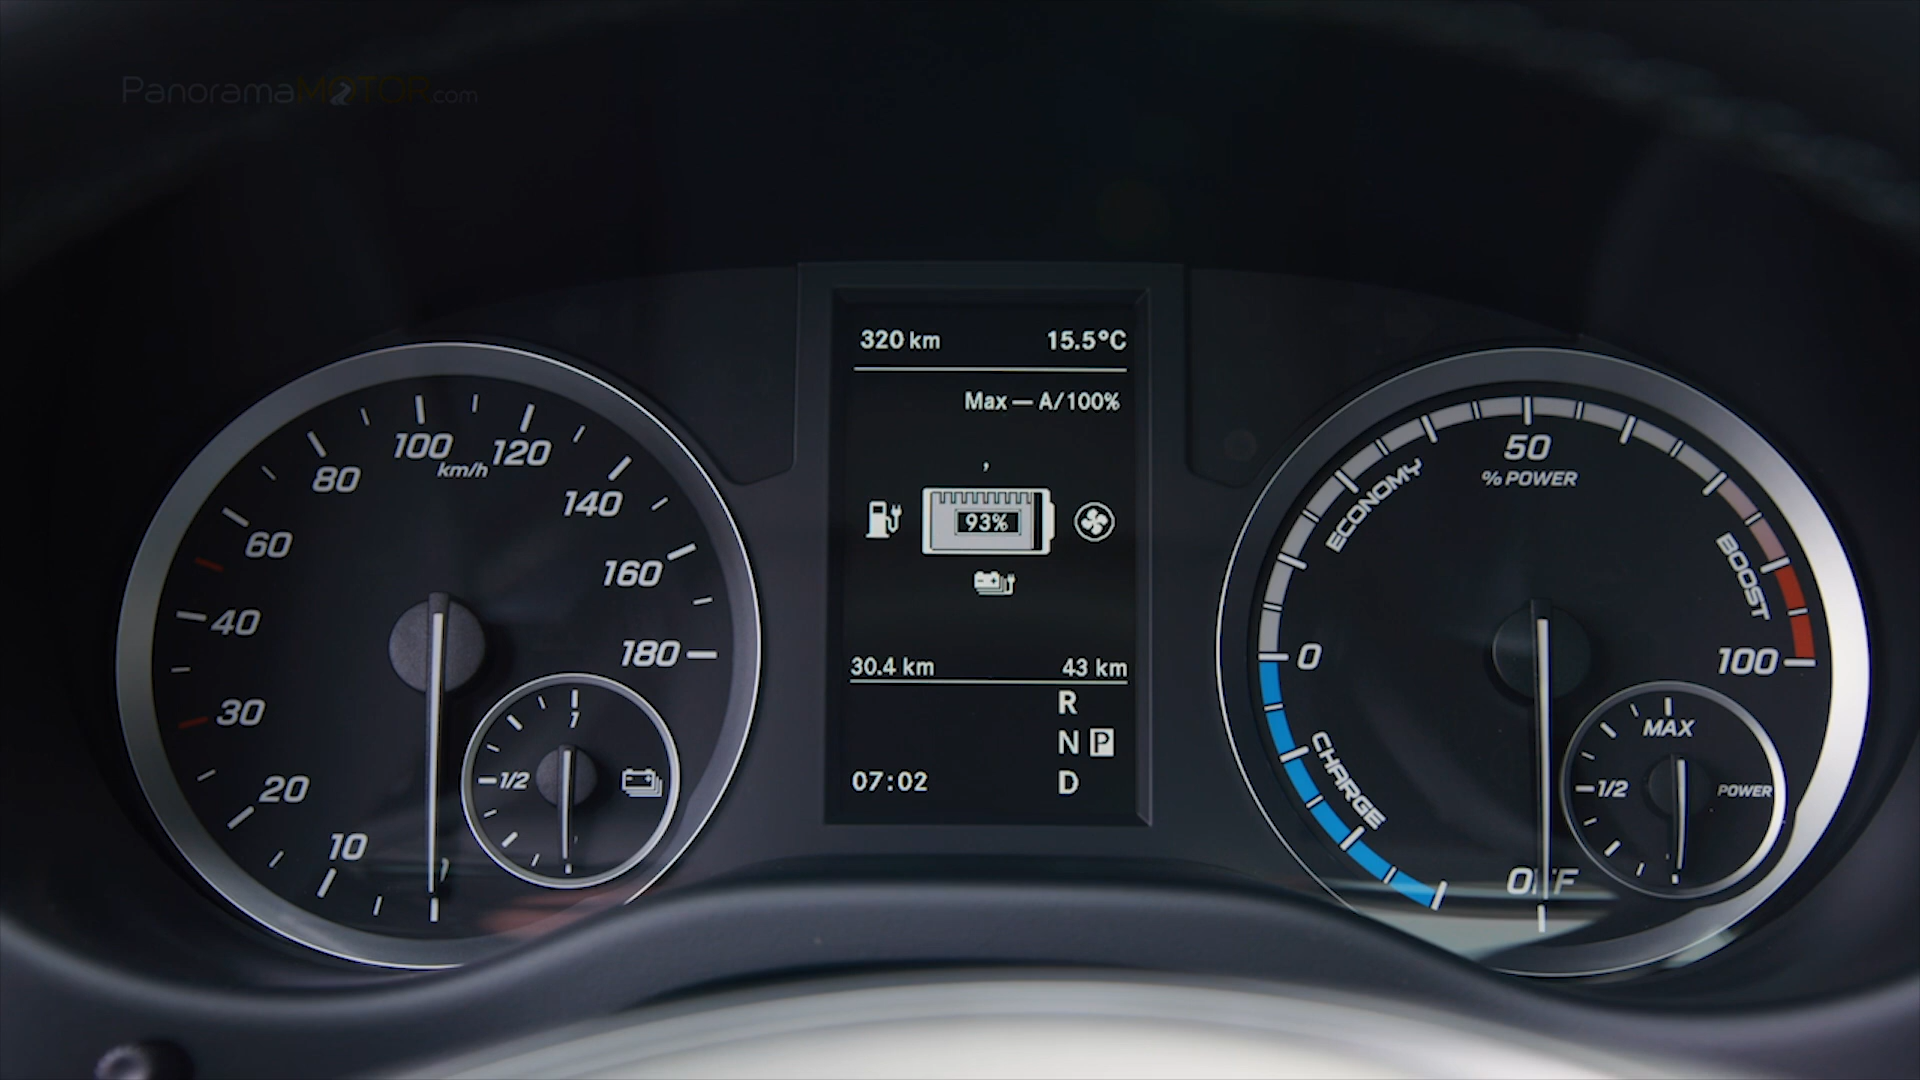 PanoramaMOTOR.com
320 km 15.5°C
Max — A/100%
93%
30.4 km 43 km
R
N P
07:02 D
100 120
km/h
80
140
60
160
40
180
30
20
10
1
1/2
50
% POWER
ECONOMY
BOOST
0
100
CHARGE
MAX
1/2 POWER
OFF